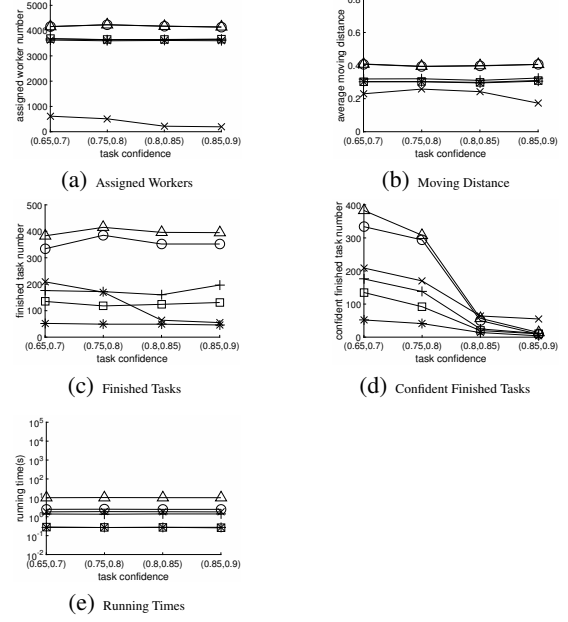 5000
4000
3000
2000
1000
0
assigned worker number
(0.65,0.7) (0.75,0.8) (0.8,0.85) (0.85,0.9)
task confidence
(a) Assigned Workers
0.8
0.6
0.4
0.2
0
average moving distance
(0.65,0.7) (0.75,0.8) (0.8,0.85) (0.85,0.9)
task confidence
(b) Moving Distance
500
400
300
200
100
0
finished task number
(0.65,0.7) (0.75,0.8) (0.8,0.85) (0.85,0.9)
task confidence
(c) Finished Tasks
400
300
200
100
0
confident finished task number
(0.65,0.7) (0.75,0.8) (0.8,0.85) (0.85,0.9)
task confidence
(d) Confident Finished Tasks
10^5
10^4
10^3
10^2
10^1
10^0
10^-1
10^-2
running time(s)
(0.65,0.7) (0.75,0.8) (0.8,0.85) (0.85,0.9)
task confidence
(e) Running Times